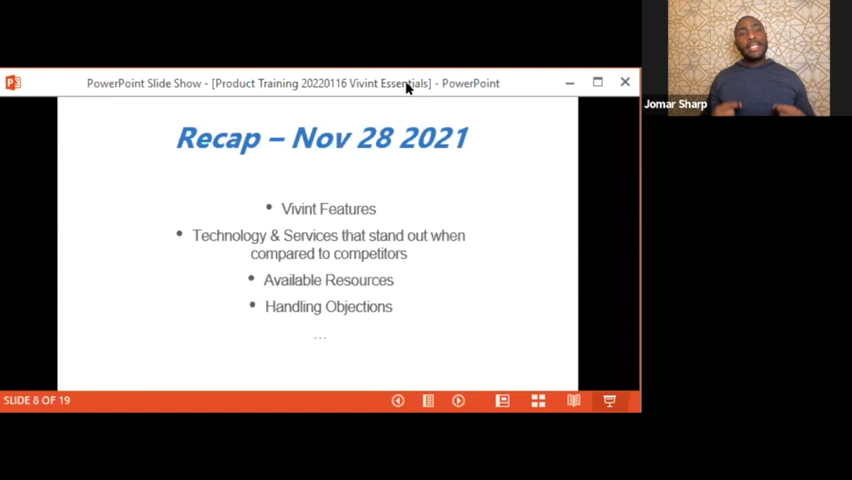 PowerPoint Slide Show - [Product Training 20220116 Vivint Essentials] - PowerPoint
Jomar Sharp
Recap – Nov 28 2021
• Vivint Features
• Technology & Services that stand out when
compared to competitors
• Available Resources
• Handling Objections
...
SLIDE 8 OF 19